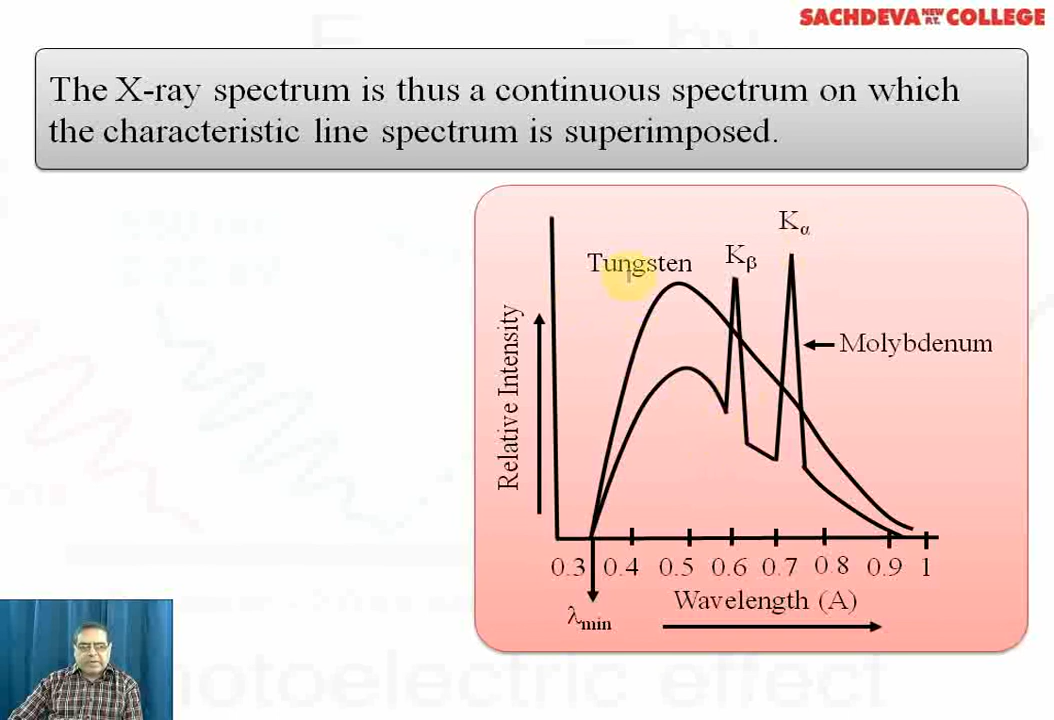 SACHDEVA NEW P.T. COLLEGE
The X-ray spectrum is thus a continuous spectrum on which
the characteristic line spectrum is superimposed.
Kα
Kβ
Tungsten
Molybdenum
Relative Intensity
0.3 0.4 0.5 0.6 0.7 0.8 0.9 1
Wavelength (A)
λmin
photoelectric effect